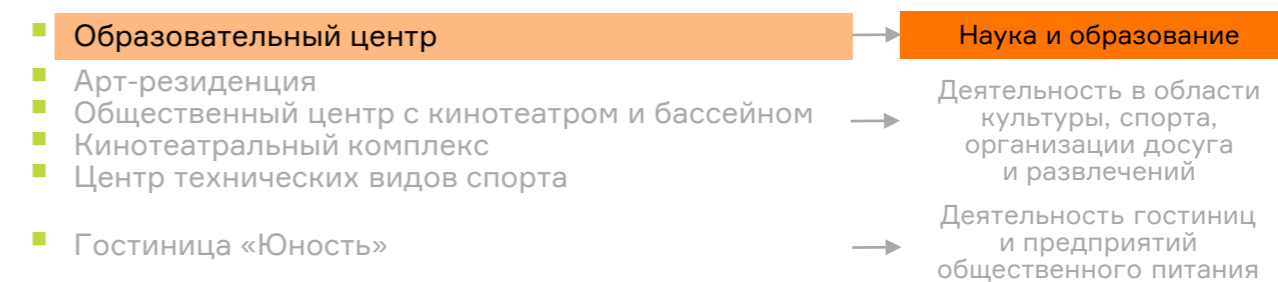 Образовательный центр
Наука и образование
Арт-резиденция
Общественный центр с кинотеатром и бассейном
Кинотеатральный комплекс
Центр технических видов спорта
Деятельность в области
культуры, спорта,
организации досуга
и развлечений
Гостиница «Юность»
Деятельность гостиниц
и предприятий
общественного питания